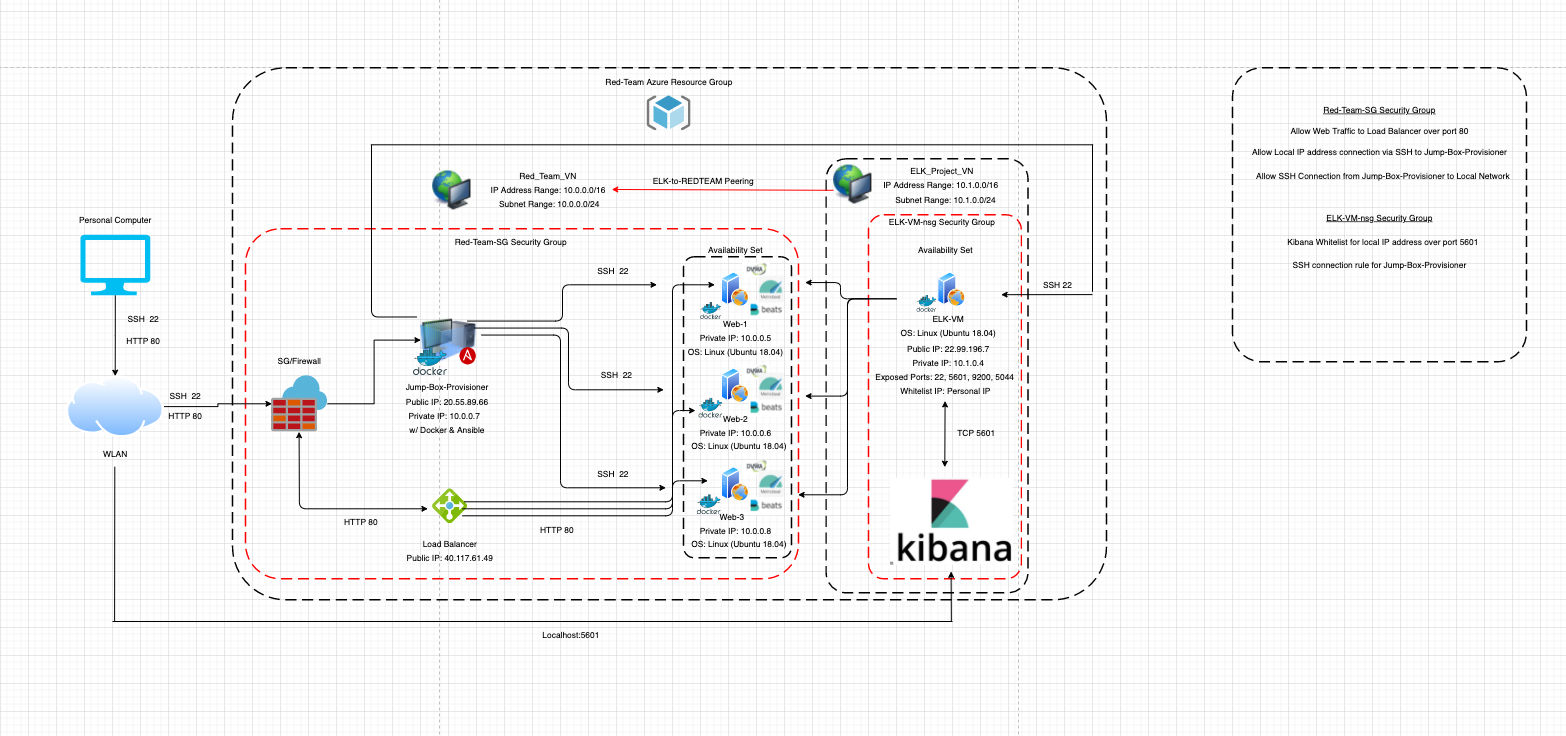 Red-Team Azure Resource Group
Red-Team-SG Security Group
Allow Web Traffic to Load Balancer over port 80
Allow Local IP address connection via SSH to Jump-Box-Provisioner
Allow SSH Connection from Jump-Box-Provisioner to Local Network
ELK-VM-nsg Security Group
Kibana Whitelist for local IP address over port 5601
SSH connection rule for Jump-Box-Provisioner
Red_Team_VN
IP Address Range: 10.0.0.0/16
Subnet Range: 10.0.0.0/24
ELK-to-REDTEAM Peering
ELK_Project_VN
IP Address Range: 10.1.0.0/16
Subnet Range: 10.1.0.0/24
ELK-VM-nsg Security Group
Availability Set
Personal Computer
SSH 22
HTTP 80
WLAN
SSH 22
HTTP 80
Red-Team-SG Security Group
SG/Firewall
docker
Jump-Box-Provisioner
Public IP: 20.55.89.66
Private IP: 10.0.0.7
w/ Docker & Ansible
HTTP 80
Load Balancer
Public IP: 40.117.61.49
HTTP 80
SSH 22
SSH 22
SSH 22
Availability Set
DVWA
Metricbeat
docker
beats
Web-1
Private IP: 10.0.0.5
OS: Linux (Ubuntu 18.04)
DVWA
Metricbeat
docker
beats
Web-2
Private IP: 10.0.0.6
OS: Linux (Ubuntu 18.04)
DVWA
Metricbeat
docker
beats
Web-3
Private IP: 10.0.0.8
OS: Linux (Ubuntu 18.04)
SSH 22
docker
ELK-VM
OS: Linux (Ubuntu 18.04)
Public IP: 22.99.196.7
Private IP: 10.1.0.4
Exposed Ports: 22, 5601, 9200, 5044
Whitelist IP: Personal IP
TCP 5601
kibana
Localhost:5601